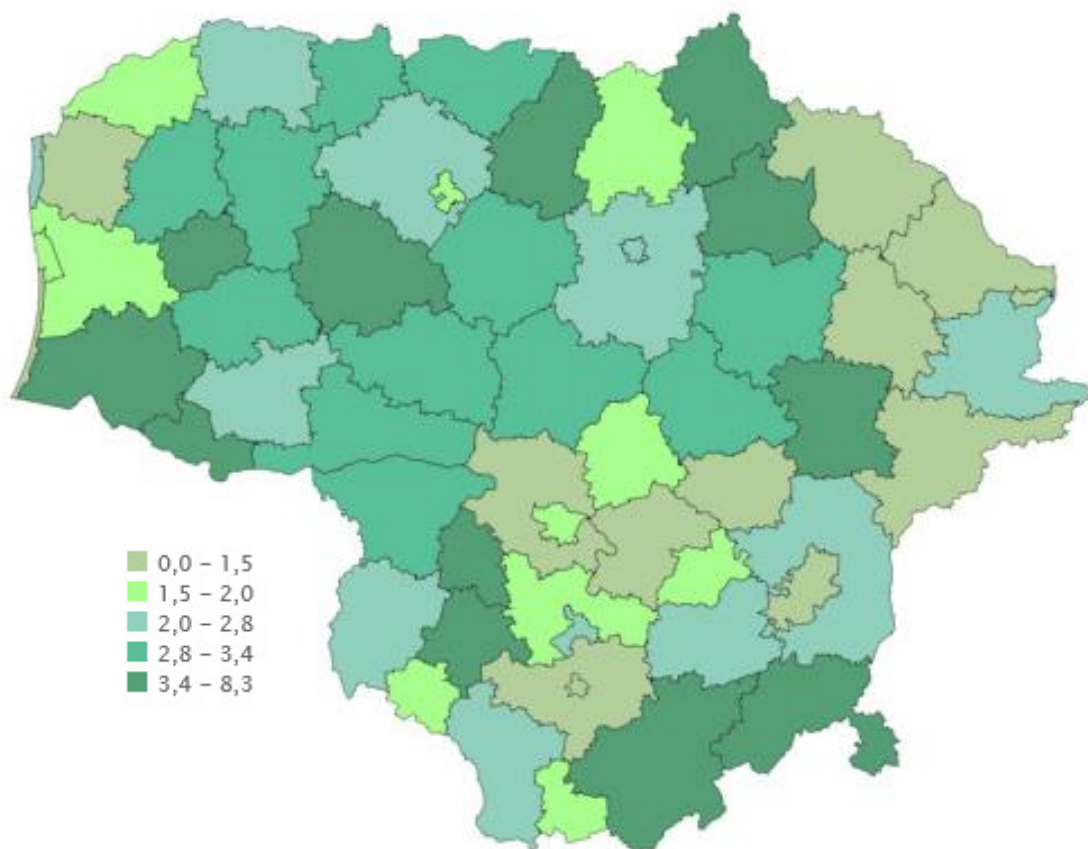 0,0 – 1,5
1,5 – 2,0
2,0 – 2,8
2,8 – 3,4
3,4 – 8,3